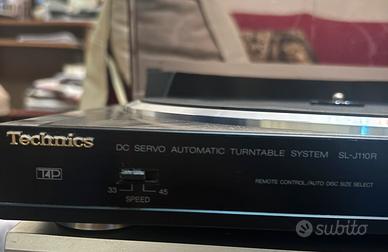 Technics
DC SERVO AUTOMATIC TURNTABLE SYSTEM SL-J110R
T4P
33 45
SPEED
REMOTE CONTROL/AUTO DISC SIZE SELECT
subito